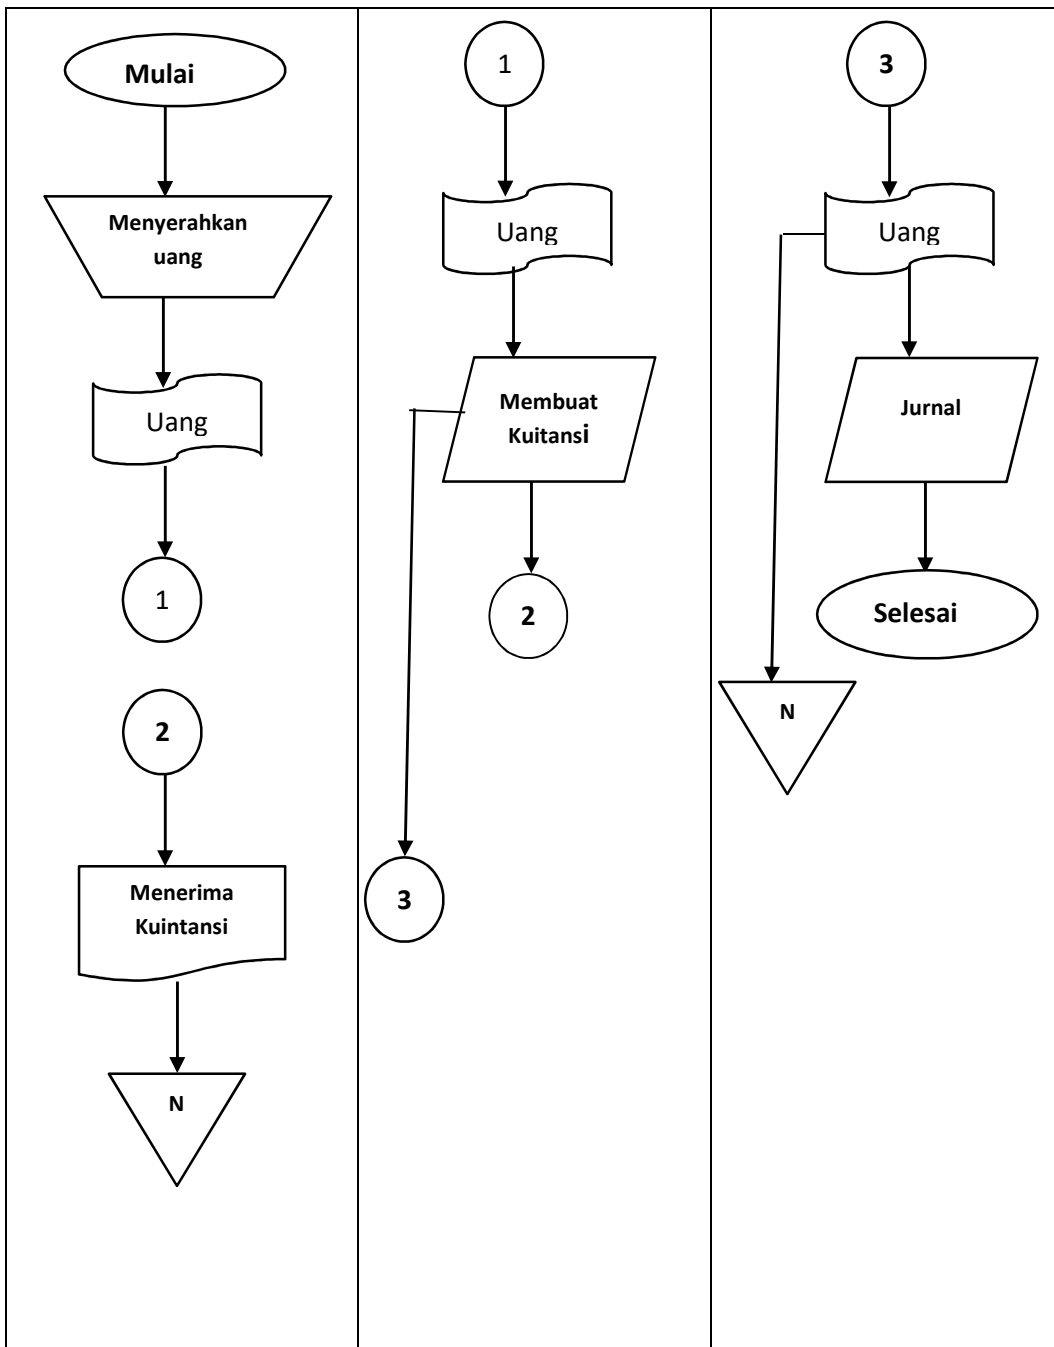 Mulai
Menyerahkan
uang
Uang
1
2
Menerima
Kuintansi
N
1
Uang
Membuat
Kuitansi
2
3
3
Uang
Jurnal
Selesai
N